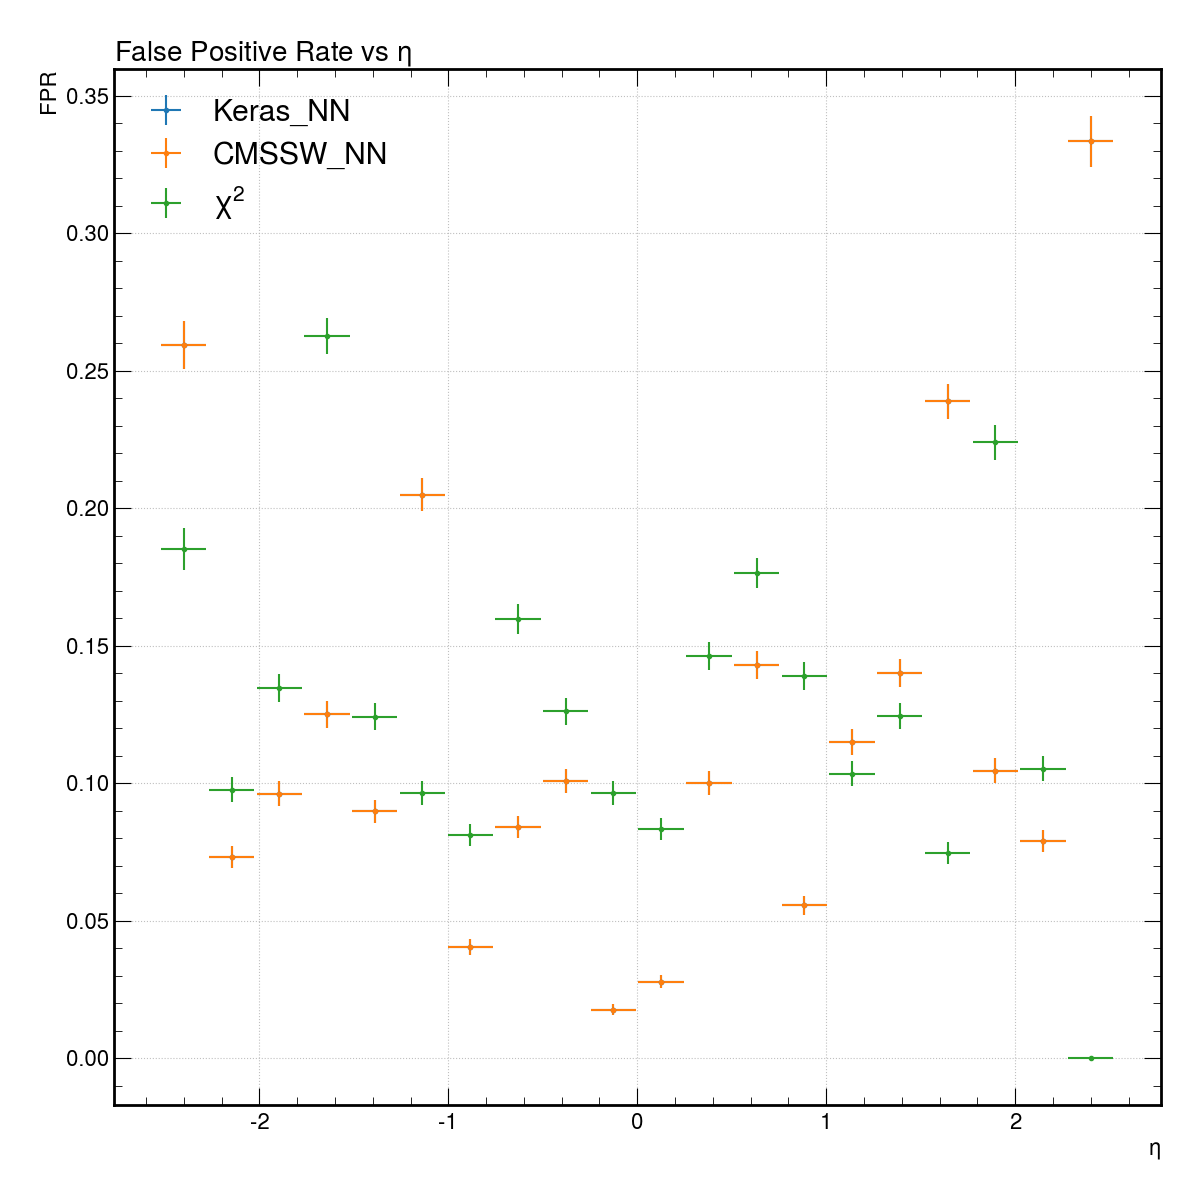 False Positive Rate vs η
FPR
0.35
0.30
0.25
0.20
0.15
0.10
0.05
0.00
Keras_NN
CMSSW_NN
χ²
-2 -1 0 1 2
η